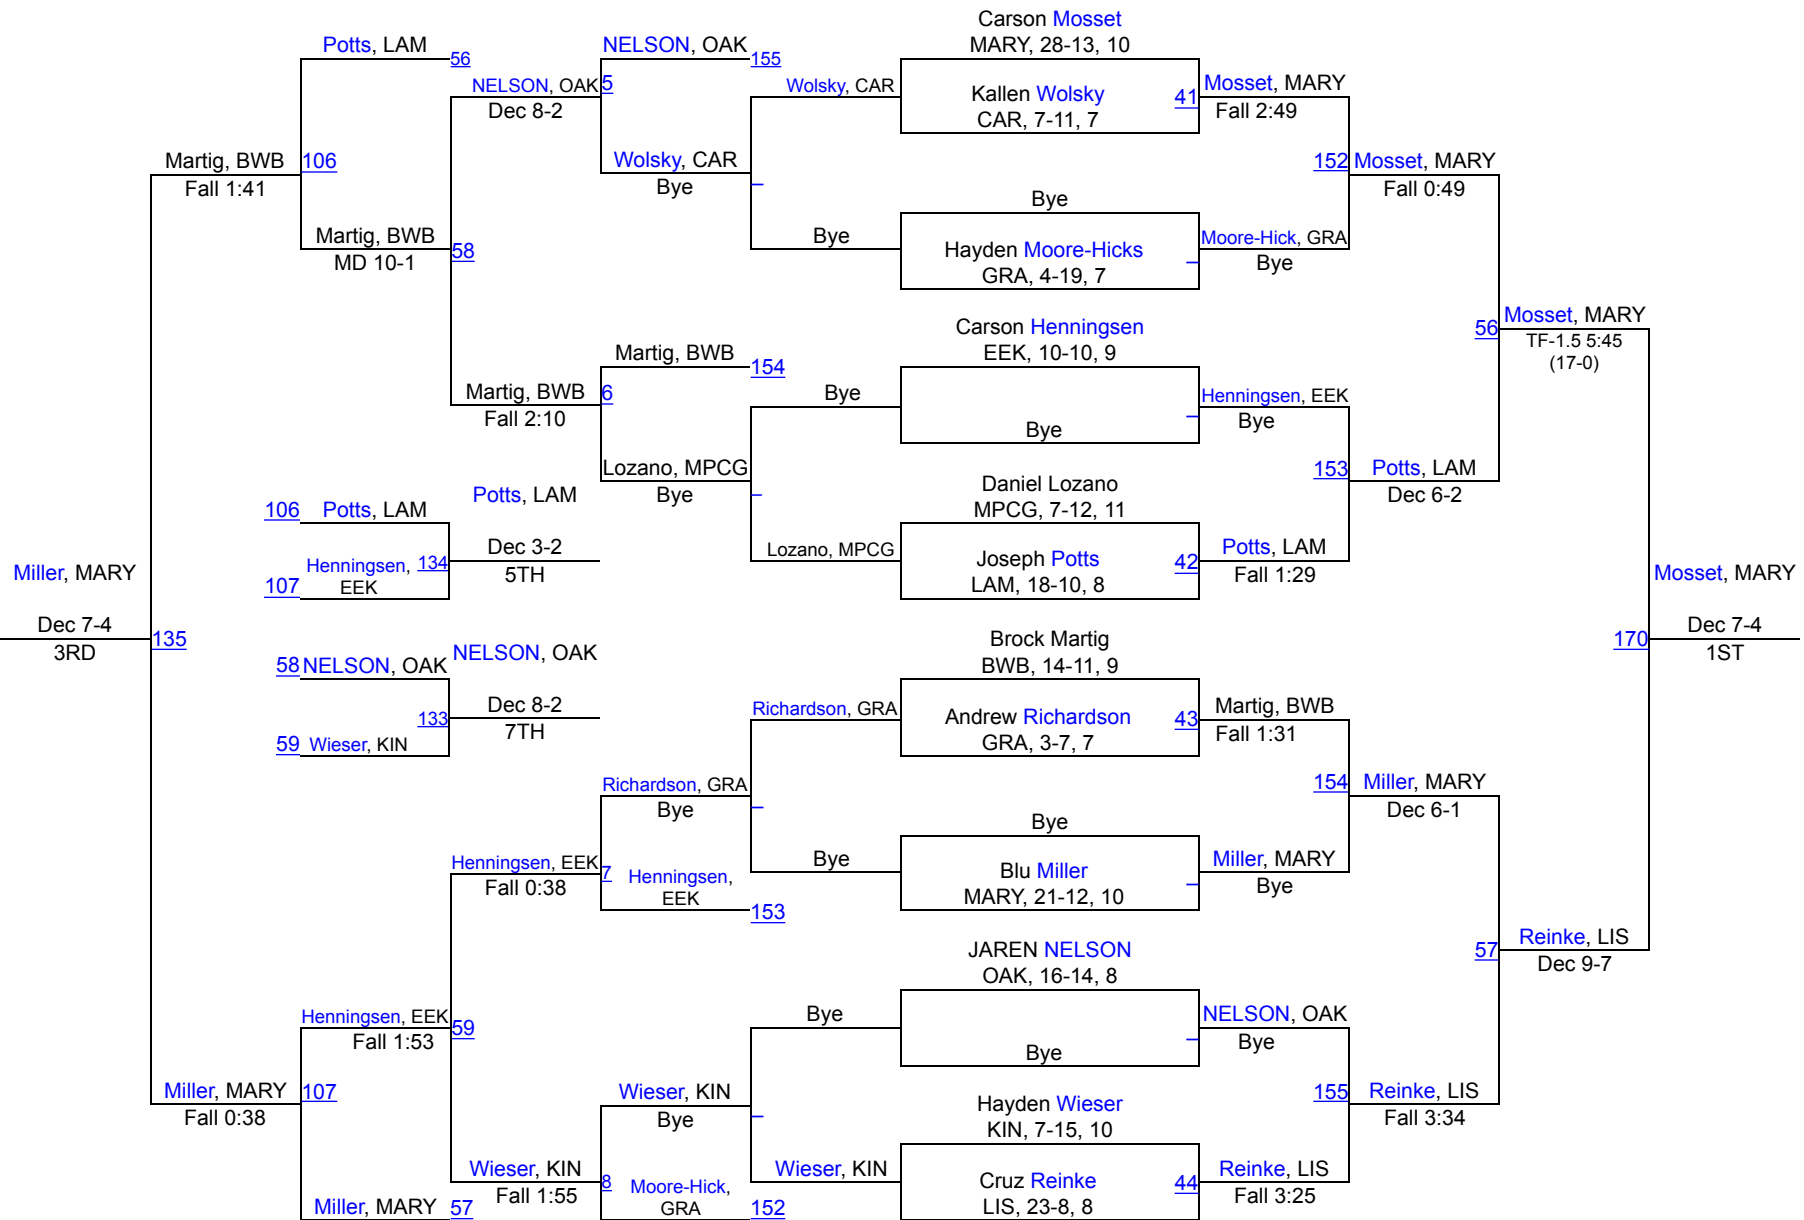 Carson Mosset
MARY, 28-13, 10
Kallen Wolsky
CAR, 7-11, 7
41
Bye
Hayden Moore-Hicks
GRA, 4-19, 7
Carson Henningsen
EEK, 10-10, 9
Bye
Daniel Lozano
MPCG, 7-12, 11
Joseph Potts
LAM, 18-10, 8
42
Brock Martig
BWB, 14-11, 9
Andrew Richardson
GRA, 3-7, 7
43
Bye
Blu Miller
MARY, 21-12, 10
JAREN NELSON
OAK, 16-14, 8
Bye
Hayden Wieser
KIN, 7-15, 10
Cruz Reinke
LIS, 23-8, 8
44
Mosset, MARY
Fall 2:49
152
Moore-Hick, GRA
Bye
Henningsen, EEK
Bye
153
Potts, LAM
Fall 1:29
Martig, BWB
Fall 1:31
154
Miller, MARY
Bye
NELSON, OAK
Bye
155
Reinke, LIS
Fall 3:25
Mosset, MARY
Fall 0:49
56
Potts, LAM
Dec 6-2
Miller, MARY
Dec 6-1
57
Reinke, LIS
Fall 3:34
Mosset, MARY
TF-1.5 5:45
(17-0)
Reinke, LIS
Dec 9-7
170
Mosset, MARY
Dec 7-4
1ST
Wolsky, CAR
Bye
Bye
Lozano, MPCG
Richardson, GRA
Bye
Bye
Wieser, KIN
NELSON, OAK
155
5
Wolsky, CAR
Bye
Martig, BWB
154
6
Lozano, MPCG
Bye
Richardson, GRA
Bye
7
Henningsen,
EEK
153
Wieser, KIN
Bye
8
Moore-Hick,
GRA
152
NELSON, OAK
Dec 8-2
58
Martig, BWB
Fall 2:10
Henningsen, EEK
Fall 0:38
59
Wieser, KIN
Fall 1:55
Potts, LAM
56
106
Martig, BWB
MD 10-1
Henningsen, EEK
Fall 1:53
107
Miller, MARY
57
Martig, BWB
Fall 1:41
Miller, MARY
Fall 0:38
135
Miller, MARY
Dec 7-4
3RD
106 Potts, LAM
107
Henningsen,
EEK
134
Potts, LAM
Dec 3-2
5TH
58 NELSON, OAK
59 Wieser, KIN
133
NELSON, OAK
Dec 8-2
7TH